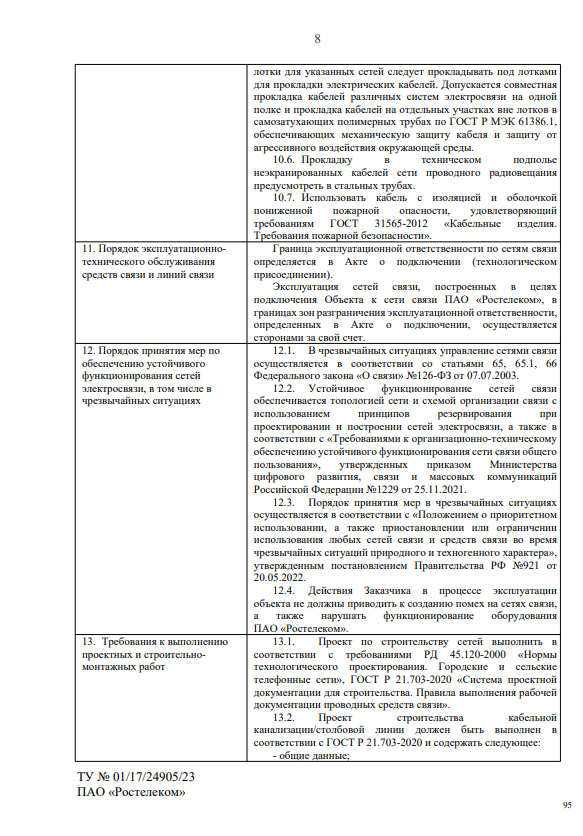 8
лотки для указанных сетей следует прокладывать под лотками
для прокладки электрических кабелей. Допускается совместная
прокладка кабелей различных систем электросвязи на одной
полке и прокладка кабелей на отдельных участках вне лотков в
самозатухающих полимерных трубах по ГОСТ Р МЭК 61386.1,
обеспечивающих механическую защиту кабеля и защиту от
агрессивного воздействия окружающей среды.
10.6. Прокладку в техническом подполье
неэкранированных кабелей сети проводного радиовещания
предусмотреть в стальных трубах.
10.7. Использовать кабель с изоляцией и оболочкой
пониженной пожарной опасности, удовлетворяющий
требованиям ГОСТ 31565-2012 «Кабельные изделия.
Требования пожарной безопасности».
11. Порядок эксплуатационно-
технического обслуживания
средств связи и линий связи
Граница эксплуатационной ответственности по сетям связи
определяется в Акте о подключении (технологическом
присоединении).
Эксплуатация сетей связи, построенных в целях
подключения Объекта к сети связи ПАО «Ростелеком», в
границах зон разграничения эксплуатационной ответственности,
определенных в Акте о подключении, осуществляется
сторонами за свой счет.
12. Порядок принятия мер по
обеспечению устойчивого
функционирования сетей
электросвязи, в том числе в
чрезвычайных ситуациях
12.1. В чрезвычайных ситуациях управление сетями связи
осуществляется в соответствии со статьями 65, 65.1, 66
Федерального закона «О связи» №126-ФЗ от 07.07.2003.
12.2. Устойчивое функционирование сетей связи
обеспечивается топологией сети и схемой организации связи с
использованием принципов резервирования при
проектировании и построении сетей электросвязи, а также в
соответствии с «Требованиями к организационно-техническому
обеспечению устойчивого функционирования сети связи общего
пользования», утвержденных приказом Министерства
цифрового развития, связи и массовых коммуникаций
Российской Федерации №1229 от 25.11.2021.
12.3. Порядок принятия мер в чрезвычайных ситуациях
осуществляется в соответствии с «Положением о приоритетном
использовании, а также приостановлении или ограничении
использования любых сетей связи и средств связи во время
чрезвычайных ситуаций природного и техногенного характера»,
утвержденным постановлением Правительства РФ №921 от
20.05.2022.
12.4. Действия Заказчика в процессе эксплуатации
объекта не должны приводить к созданию помех на сетях связи,
а также нарушать функционирование оборудования
ПАО «Ростелеком».
13. Требования к выполнению
проектных и строительно-
монтажных работ
13.1. Проект по строительству сетей выполнить в
соответствии с требованиями РД 45.120-2000 «Нормы
технологического проектирования. Городские и сельские
телефонные сети», ГОСТ Р 21.703-2020 «Система проектной
документации для строительства. Правила выполнения рабочей
документации проводных средств связи».
13.2. Проект строительства кабельной
канализации/столбовой линии должен быть выполнен в
соответствии с ГОСТ Р 21.703-2020 и содержать следующее:
- общие данные;
ТУ № 01/17/24905/23
ПАО «Ростелеком»
95